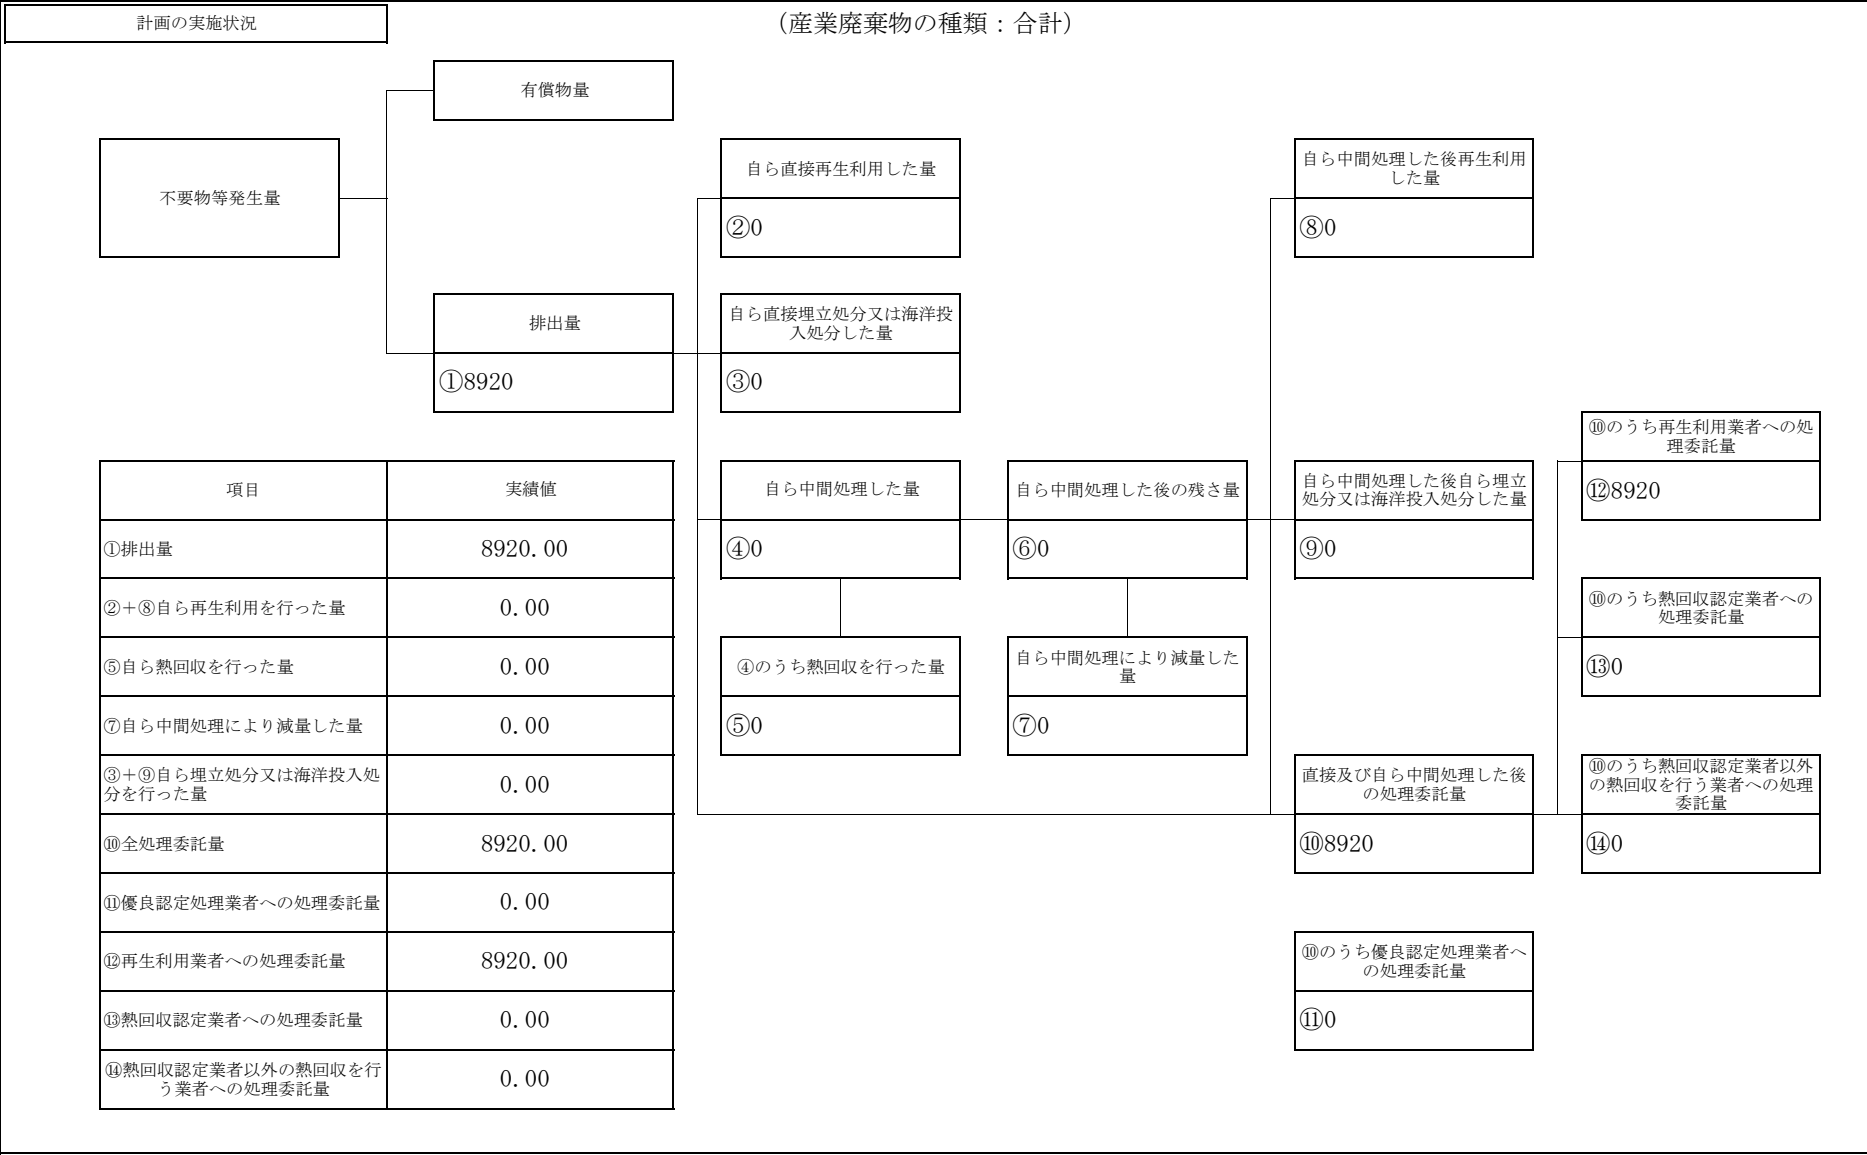 計画の実施状況
（産業廃棄物の種類：合計）
有償物量
不要物等発生量
自ら直接再生利用した量
②0
自ら中間処理した後再生利用
した量
⑧0
排出量
①8920
自ら直接埋立処分又は海洋投
入処分した量
③0
⑩のうち再生利用業者への処
理委託量
⑫8920
自ら中間処理した量
④0
自ら中間処理した後の残さ量
⑥0
自ら中間処理した後自ら埋立
処分又は海洋投入処分した量
⑨0
⑩のうち熱回収認定業者への
処理委託量
⑬0
④のうち熱回収を行った量
⑤0
自ら中間処理により減量した
量
⑦0
直接及び自ら中間処理した後
の処理委託量
⑩8920
⑩のうち熱回収認定業者以外
の熱回収を行う業者への処理
委託量
⑭0
⑩のうち優良認定処理業者へ
の処理委託量
⑪0
項目 実績値
①排出量 8920.00
②＋⑧自ら再生利用を行った量 0.00
⑤自ら熱回収を行った量 0.00
⑦自ら中間処理により減量した量 0.00
③＋⑨自ら埋立処分又は海洋投入処
分を行った量 0.00
⑩全処理委託量 8920.00
⑪優良認定処理業者への処理委託量 0.00
⑫再生利用業者への処理委託量 8920.00
⑬熱回収認定業者への処理委託量 0.00
⑭熱回収認定業者以外の熱回収を行
う業者への処理委託量 0.00